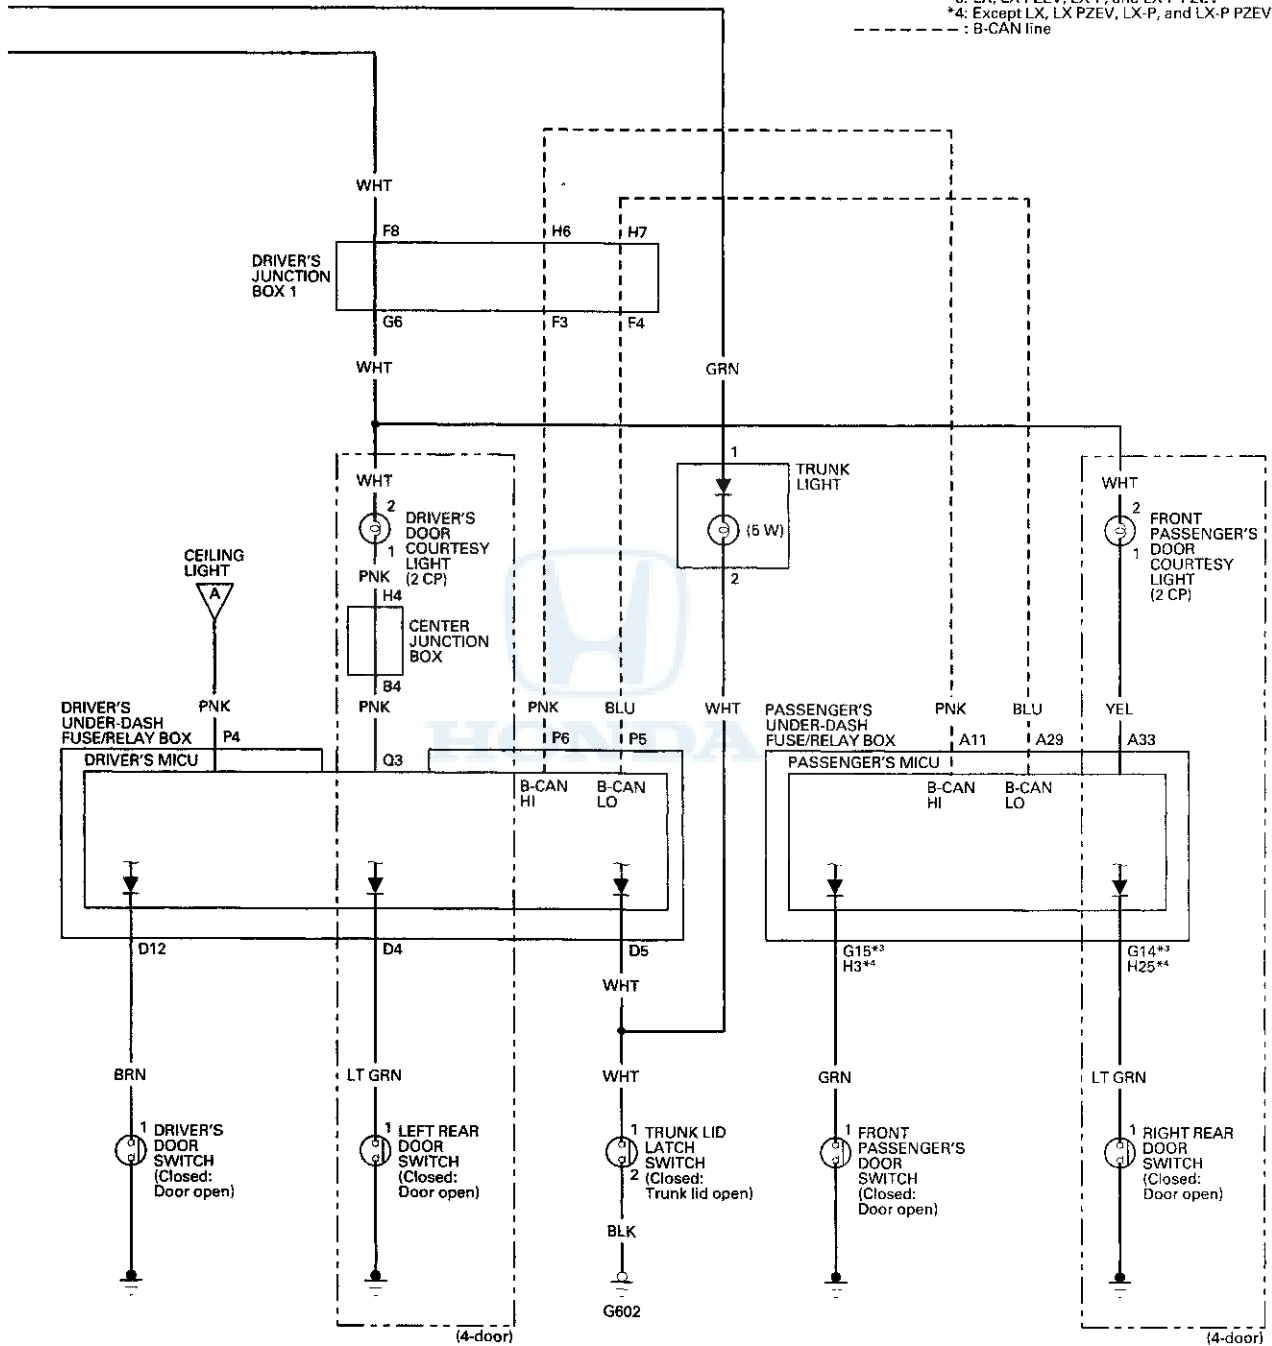 *4: Except LX, LX PZEV, LX-P, and LX-P PZEV
: B-CAN line
WHT
F8
H6
H7
DRIVER'S
JUNCTION
BOX 1
G6
F3
F4
WHT
GRN
1
TRUNK
LIGHT
(5 W)
2
WHT
2
DRIVER'S
DOOR
COURTESY
LIGHT
(2 CP)
1
PNK
H4
CENTER
JUNCTION
BOX
B4
PNK
WHT
2
FRONT
PASSENGER'S
DOOR
COURTESY
LIGHT
(2 CP)
1
CEILING
LIGHT
A
PNK
P4
DRIVER'S
UNDER-DASH
FUSE/RELAY BOX
DRIVER'S MICU
Q3
PNK
BLU
P6
P5
B-CAN
HI
B-CAN
LO
WHT
HONDA
PASSENGER'S
UNDER-DASH
FUSE/RELAY BOX
PASSENGER'S MICU
PNK
BLU
YEL
A11
A29
A33
B-CAN
HI
B-CAN
LO
D12
D4
D5
G15*3
H3*4
G14*3
H25*4
WHT
BRN
LT GRN
WHT
GRN
LT GRN
1 DRIVER'S
DOOR
SWITCH
(Closed:
Door open)
1 LEFT REAR
DOOR
SWITCH
(Closed:
Door open)
1 TRUNK LID
LATCH
SWITCH
2 (Closed:
Trunk lid open)
1 FRONT
PASSENGER'S
DOOR
SWITCH
(Closed:
Door open)
1 RIGHT REAR
DOOR
SWITCH
(Closed:
Door open)
BLK
G602
(4-door)
(4-door)